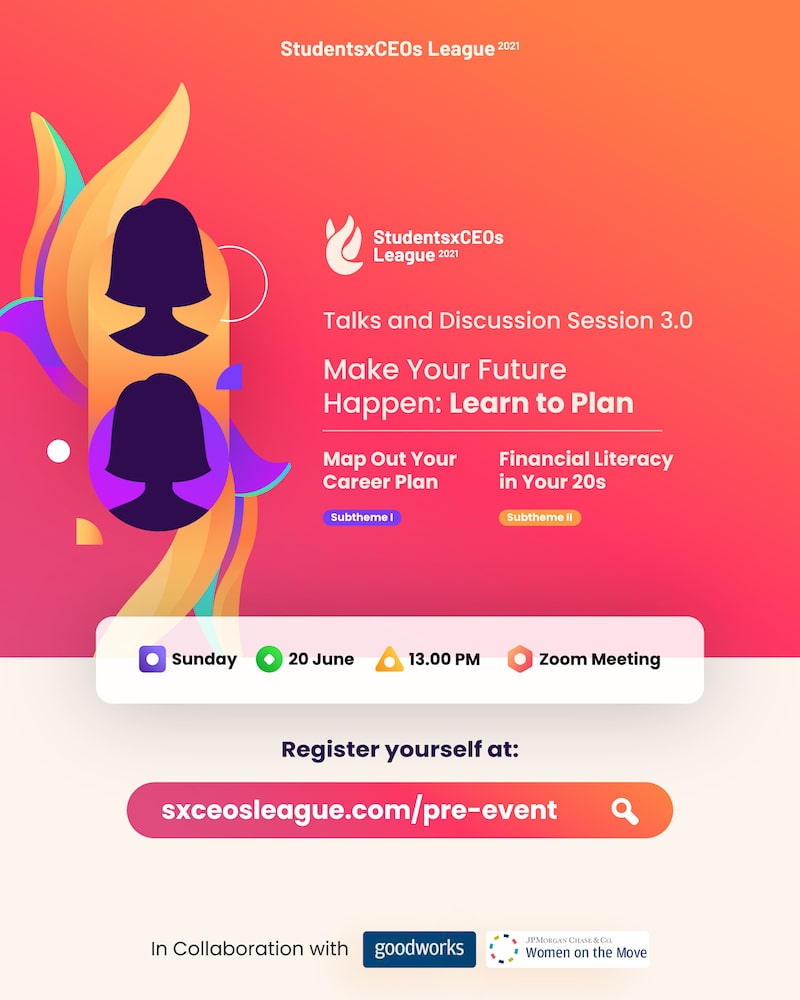 StudentsxCEOs League 2021
StudentsxCEOs
League 2021
Talks and Discussion Session 3.0
Make Your Future
Happen: Learn to Plan
Map Out Your
Career Plan
Subtheme I
Financial Literacy
in Your 20s
Subtheme II
Sunday 20 June 13.00 PM Zoom Meeting
Register yourself at:
sxceosleague.com/pre-event
In Collaboration with goodworks
JPMORGAN CHASE & CO.
Women on the Move